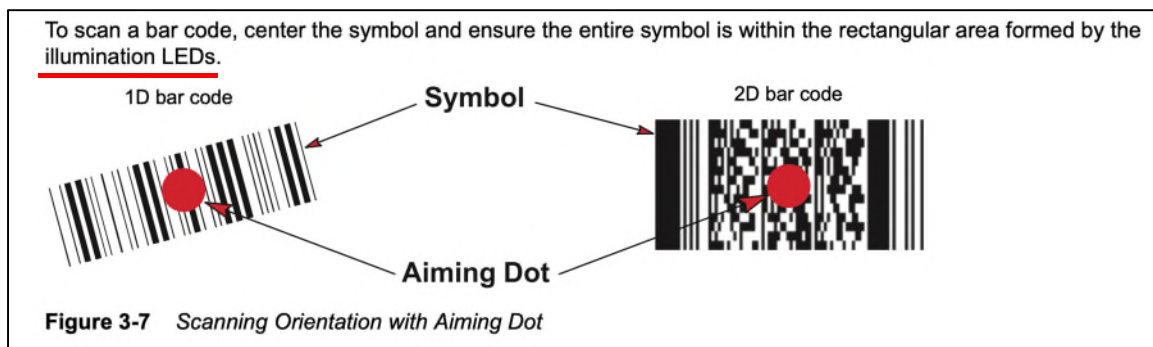 To scan a bar code, center the symbol and ensure the entire symbol is within the rectangular area formed by the
illumination LEDs.
1D bar code
Symbol
2D bar code
Aiming Dot
Figure 3-7 Scanning Orientation with Aiming Dot